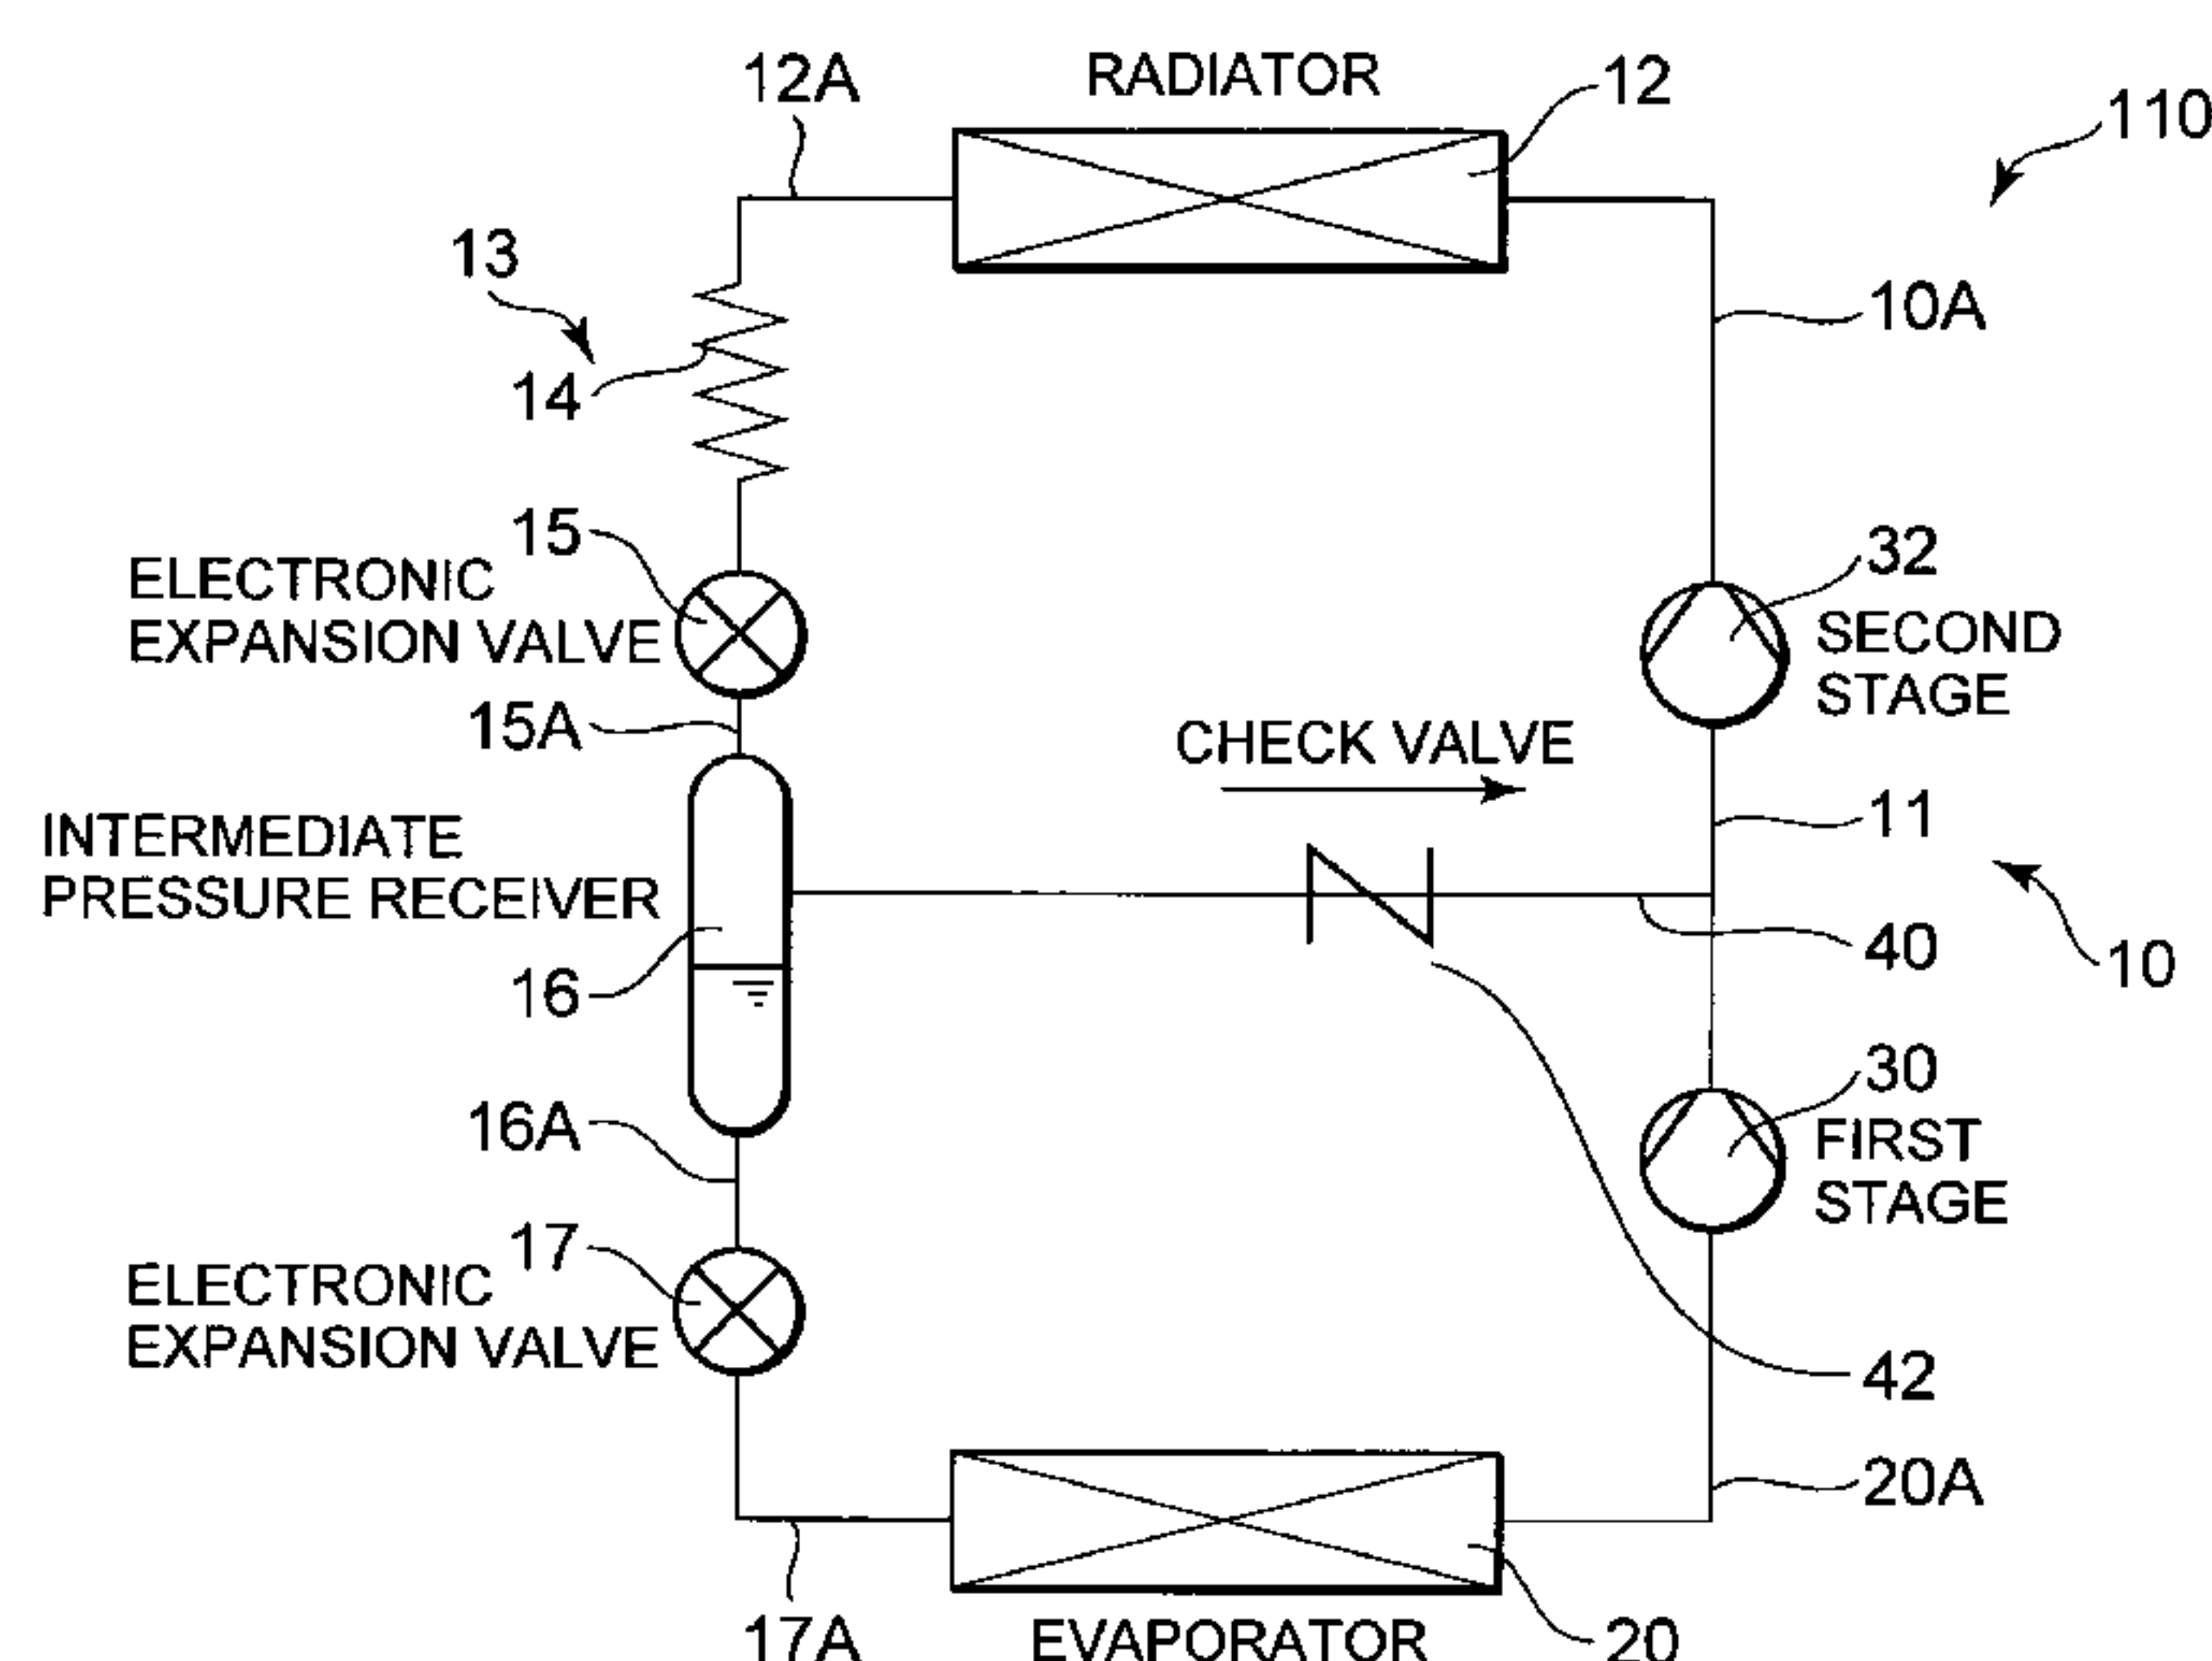 12A
RADIATOR
12
110
13
10A
14
15
32
ELECTRONIC
EXPANSION VALVE
SECOND
STAGE
15A
CHECK VALVE
11
INTERMEDIATE
PRESSURE RECEIVER
40
10
16
30
16A
FIRST
STAGE
17
ELECTRONIC
EXPANSION VALVE
42
20A
17A
EVAPORATOR
20